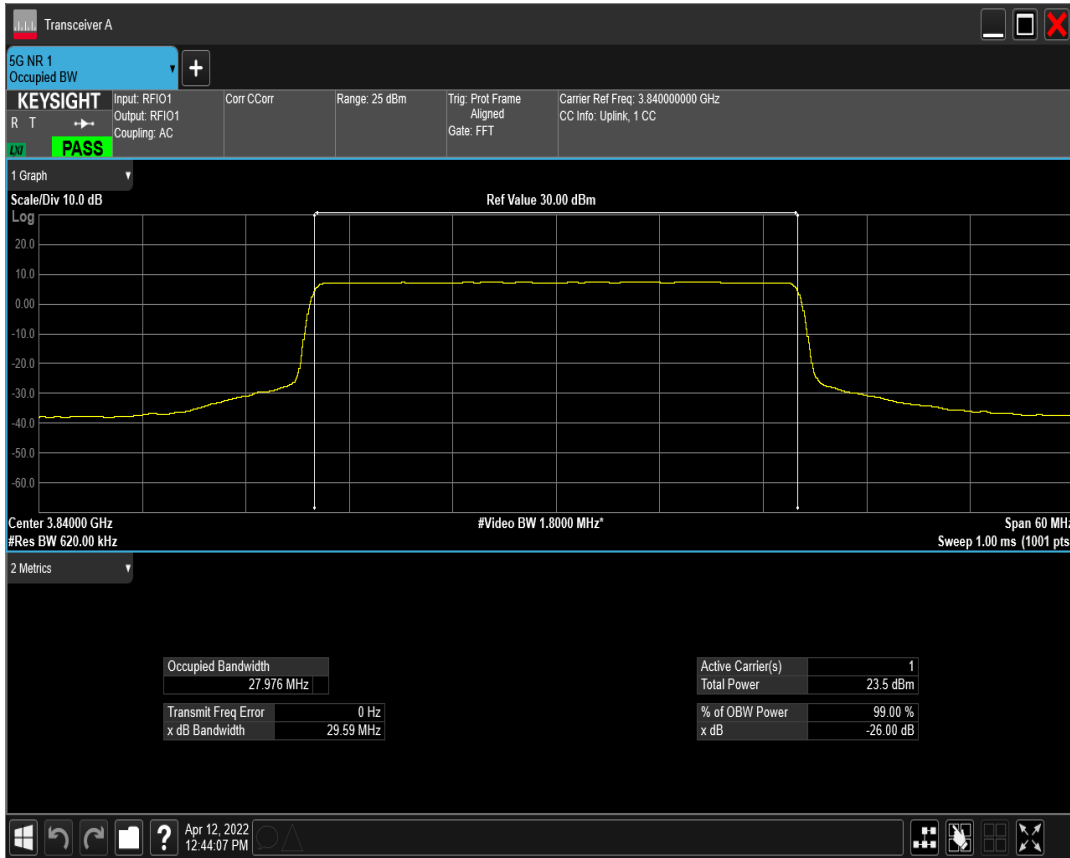 Transceiver A
5G NR 1
Occupied BW
+
KEYSIGHT
R T
LXI
PASS
Input: RFIO1
Output: RFIO1
Coupling: AC
Corr CCorr
Range: 25 dBm
Trig: Prot Frame
Aligned
Gate: FFT
Carrier Ref Freq: 3.840000000 GHz
CC Info: Uplink, 1 CC
1 Graph
Scale/Div 10.0 dB
Ref Value 30.00 dBm
Log
20.0
10.0
0.00
-10.0
-20.0
-30.0
-40.0
-50.0
-60.0
Center 3.84000 GHz
#Video BW 1.8000 MHz*
Span 60 MHz
#Res BW 620.00 kHz
Sweep 1.00 ms (1001 pts
2 Metrics
Occupied Bandwidth
27.976 MHz
Transmit Freq Error 0 Hz
x dB Bandwidth 29.59 MHz
Active Carrier(s) 1
Total Power 23.5 dBm
% of OBW Power 99.00 %
x dB -26.00 dB
?
Apr 12, 2022
12:44:07 PM